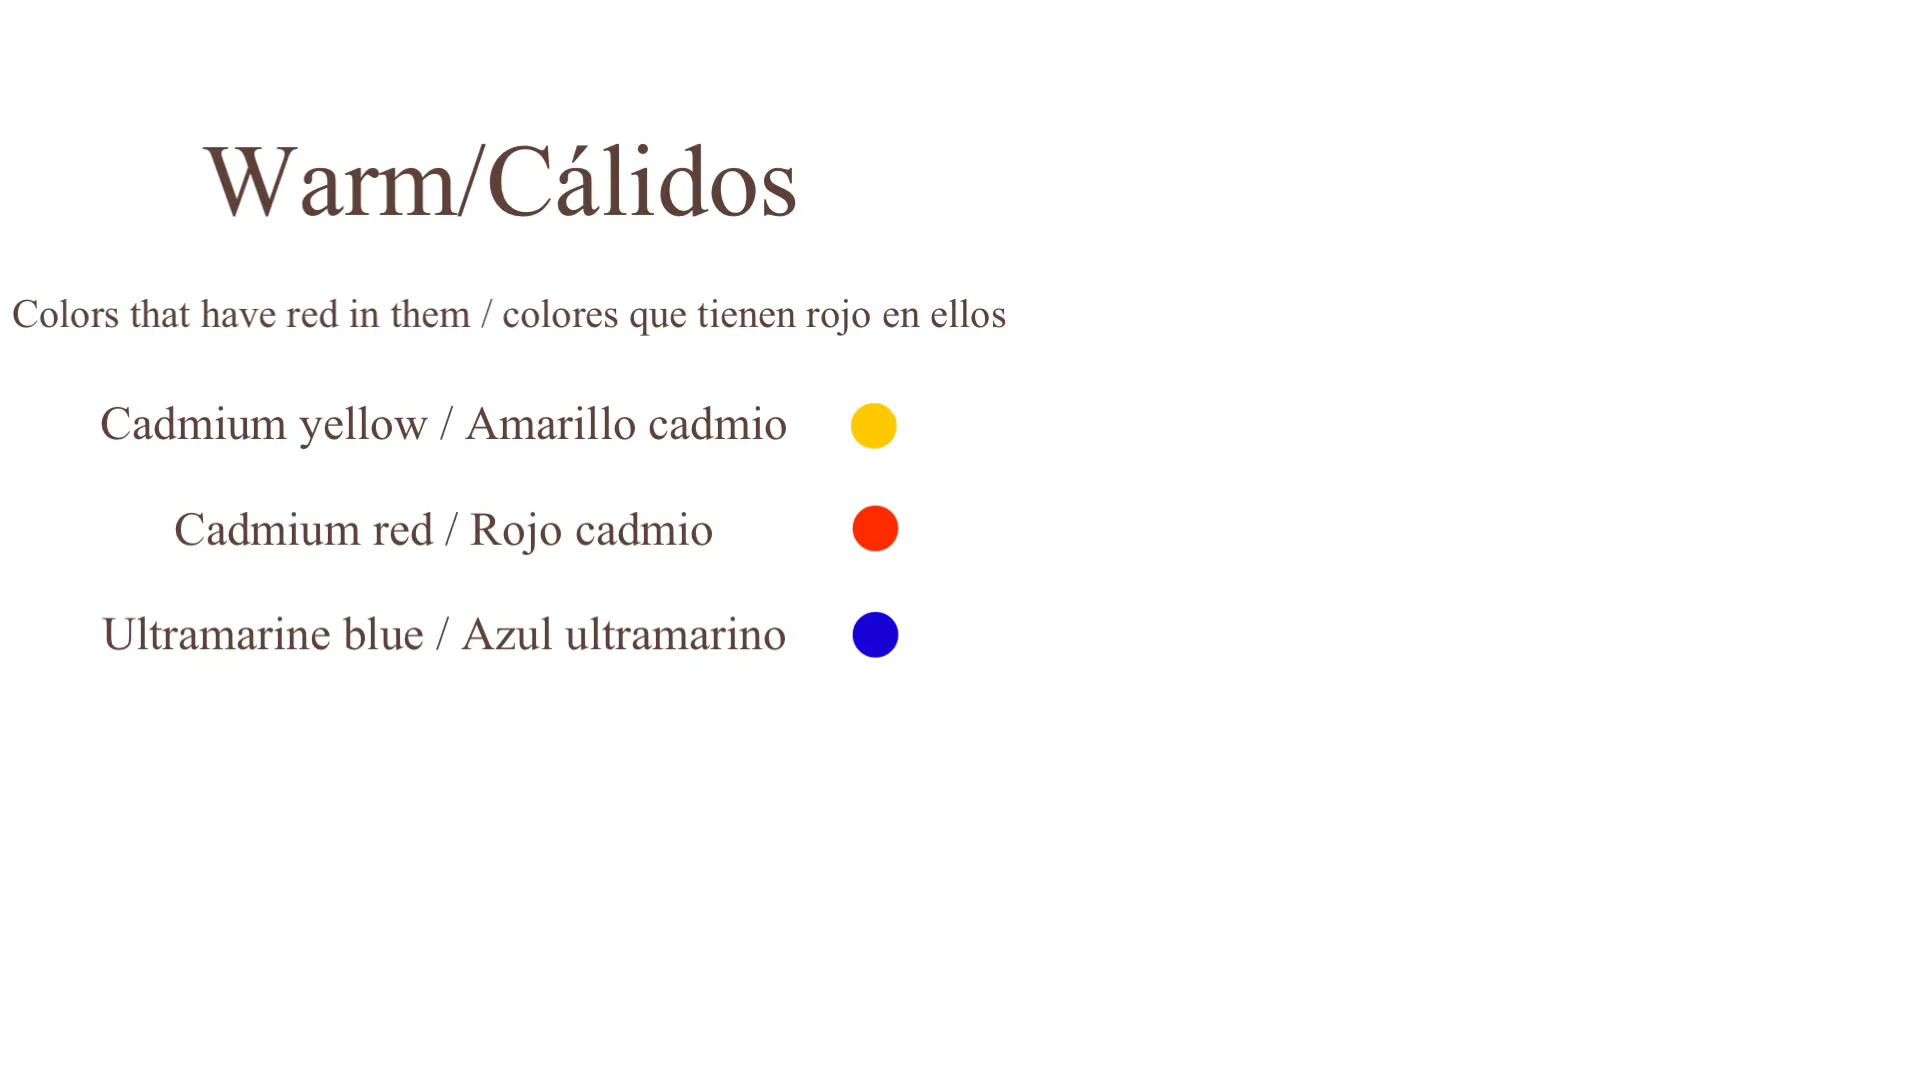 Warm/Cálidos
Colors that have red in them / colores que tienen rojo en ellos
Cadmium yellow / Amarillo cadmio
Cadmium red / Rojo cadmio
Ultramarine blue / Azul ultramarino